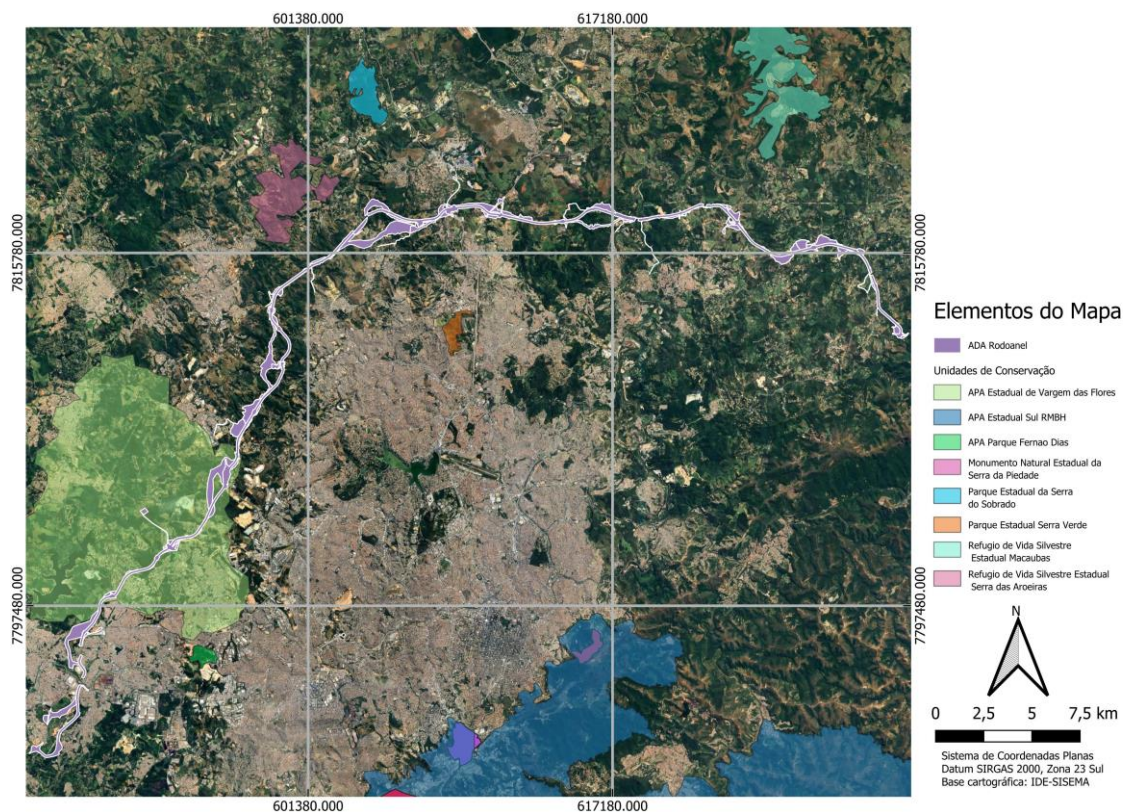 601380.000
617180.000
7815780.000
7815780.000
7797480.000
7797480.000
601380.000
617180.000
Elementos do Mapa
ADA Rodoanel
Unidades de Conservação
APA Estadual de Vargem das Flores
APA Estadual Sul RMBH
APA Parque Fernao Dias
Monumento Natural Estadual da
Serra da Piedade
Parque Estadual da Serra
do Sobrado
Parque Estadual Serra Verde
Refugio de Vida Silvestre
Estadual Macaubas
Refugio de Vida Silvestre Estadual
Serra das Aroeiras
N
0 2,5 5 7,5 km
Sistema de Coordenadas Planas
Datum SIRGAS 2000, Zona 23 Sul
Base cartográfica: IDE-SISEMA